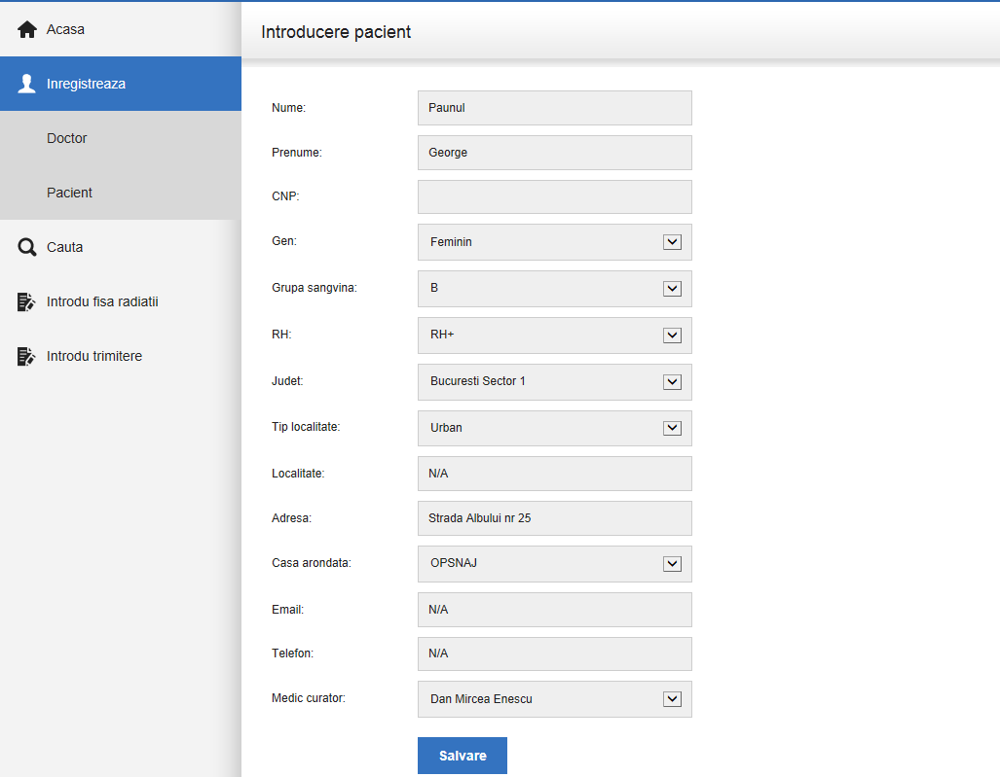 Acasa
Inregistreaza
Doctor
Pacient
Cauta
Introdu fisa radiatii
Introdu trimitere
Introducere pacient
Nume: Paunul
Prenume: George
CNP:
Gen: Feminin
Grupa sangvina: B
RH: RH+
Judet: Bucuresti Sector 1
Tip localitate: Urban
Localitate: N/A
Adresa: Strada Albului nr 25
Casa arondata: OPSNAJ
Email: N/A
Telefon: N/A
Medic curator: Dan Mircea Enescu
Salvare